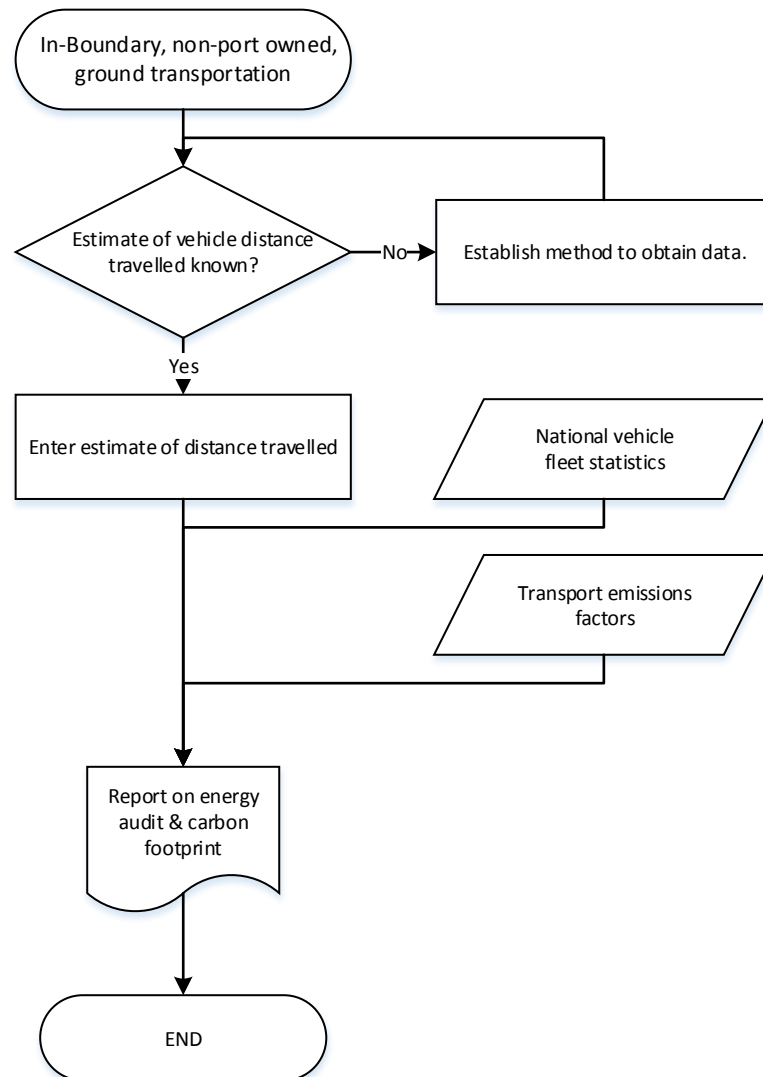 In-Boundary, non-port owned,
ground transportation
Estimate of vehicle distance
travelled known?
No
Establish method to obtain data.
Yes
Enter estimate of distance travelled
National vehicle
fleet statistics
Transport emissions
factors
Report on energy
audit & carbon
footprint
END